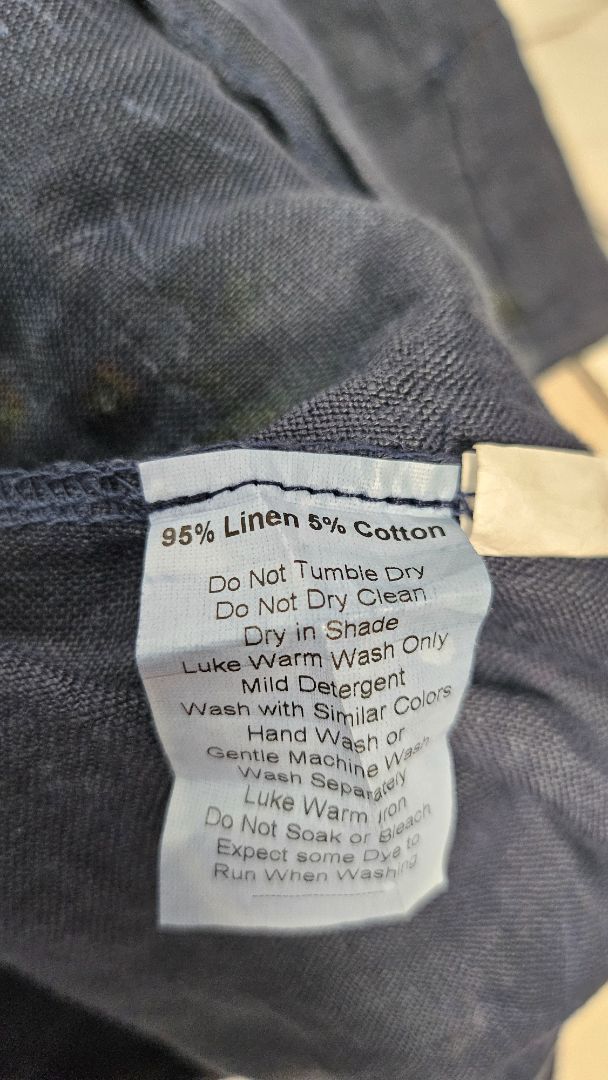 95% Linen 5% Cotton
Do Not Tumble Dry
Do Not Dry Clean
Dry in Shade
Luke Warm Wash Only
Mild Detergent
Wash with Similar Colors
Hand Wash or
Gentle Machine Wash
Wash Separately
Luke Warm Iron
Do Not Soak or Bleach
Expect some Dye to
Run When Washing